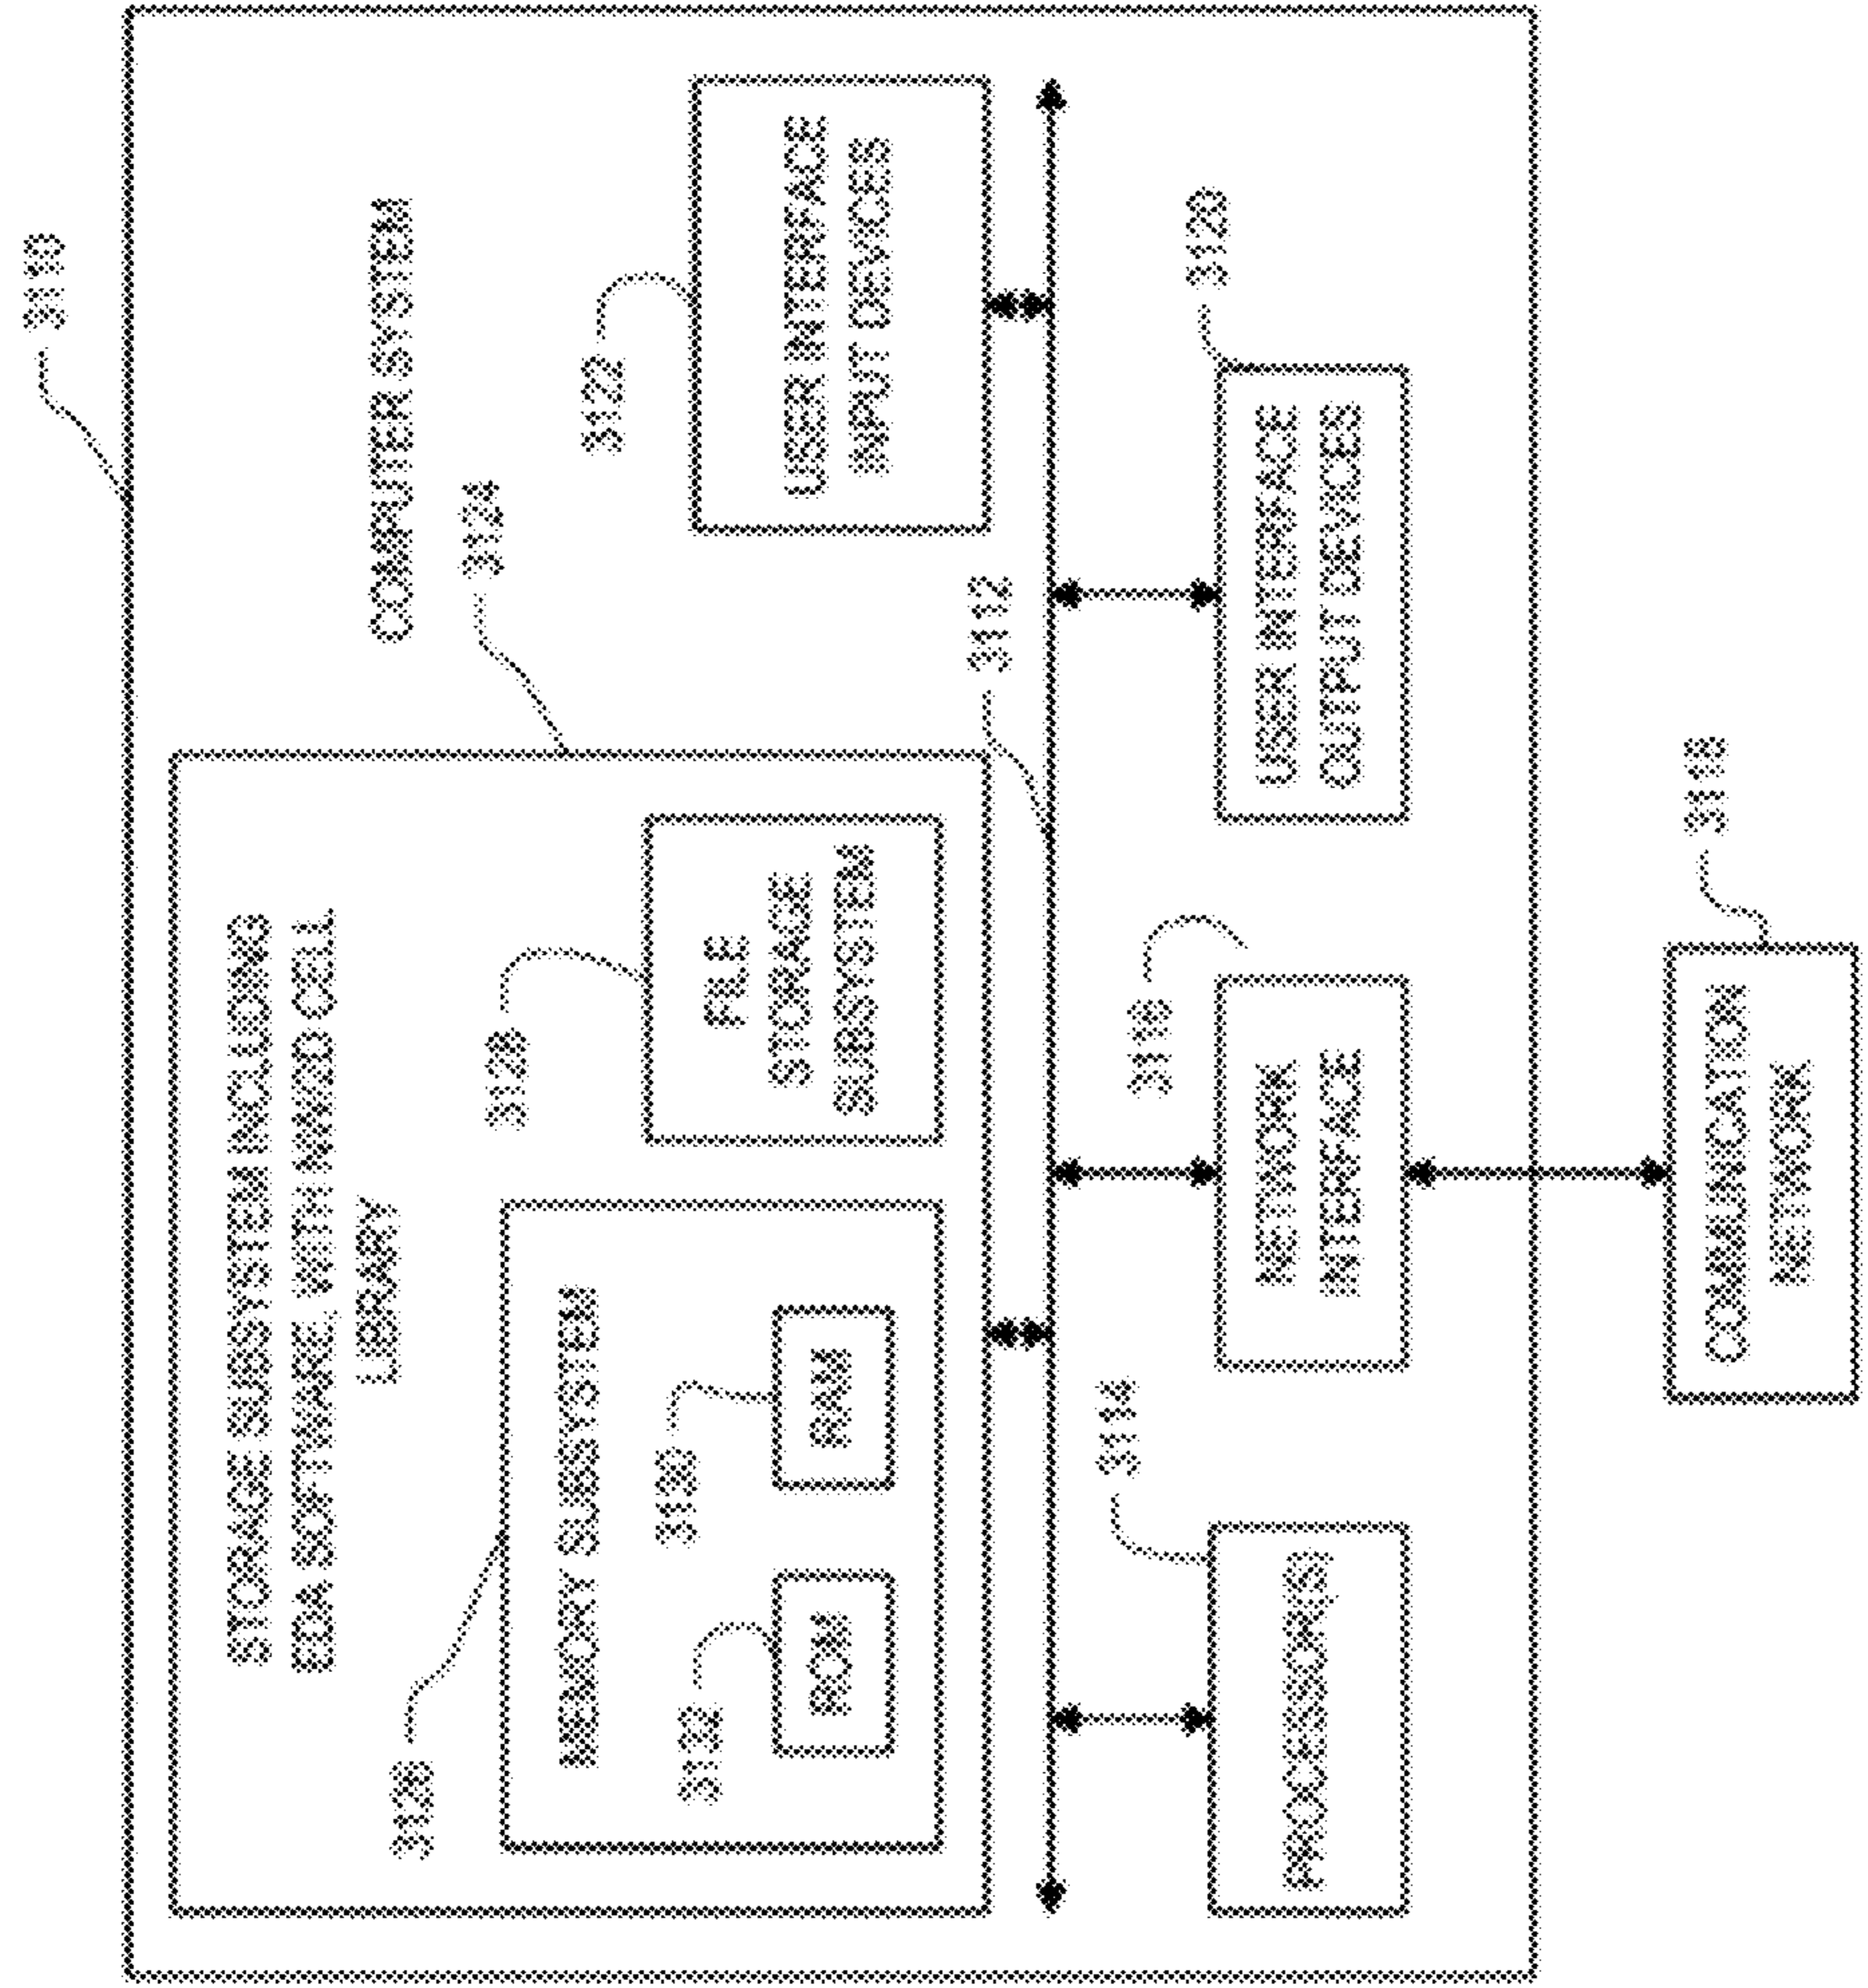 3110
COMPUTER SYSTEM
3124
STORAGE SUBSYSTEM INCLUDING
EDA SOFTWARE, WITH NWRD CELL
LIBRARY
3126
MEMORY SUBSYSTEM
3132
ROM
3130
RAM
3128
FILE
STORAGE
SUBSYSTEM
3122
USER INTERFACE
INPUT DEVICES
3112
3114
PROCESSOR(S)
3116
NETWORK
INTERFACE
3120
USER INTERFACE
OUTPUT DEVICES
3118
COMMUNICATION
NETWORK